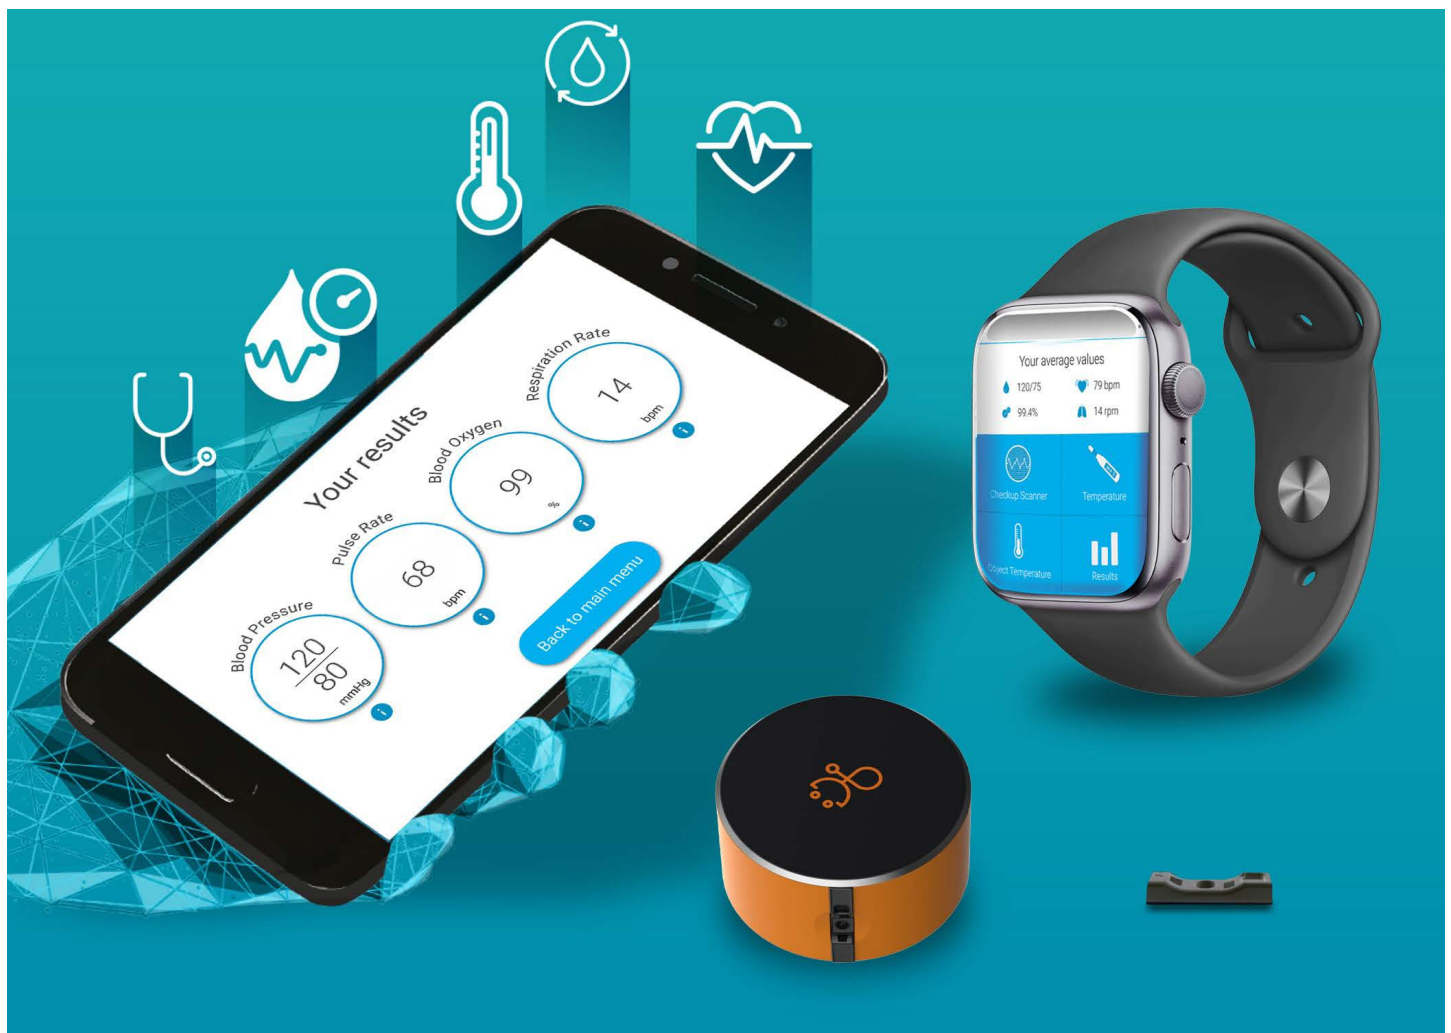 Your results
Blood Pressure
120
80
mmHg
i
Pulse Rate
68
bpm
i
Blood Oxygen
99
%
i
Respiration Rate
14
bpm
i
Back to main menu
Your average values
120/75
79 bpm
99.4%
14 rpm
Checkup Scanner
Temperature
Object Temperature
Results